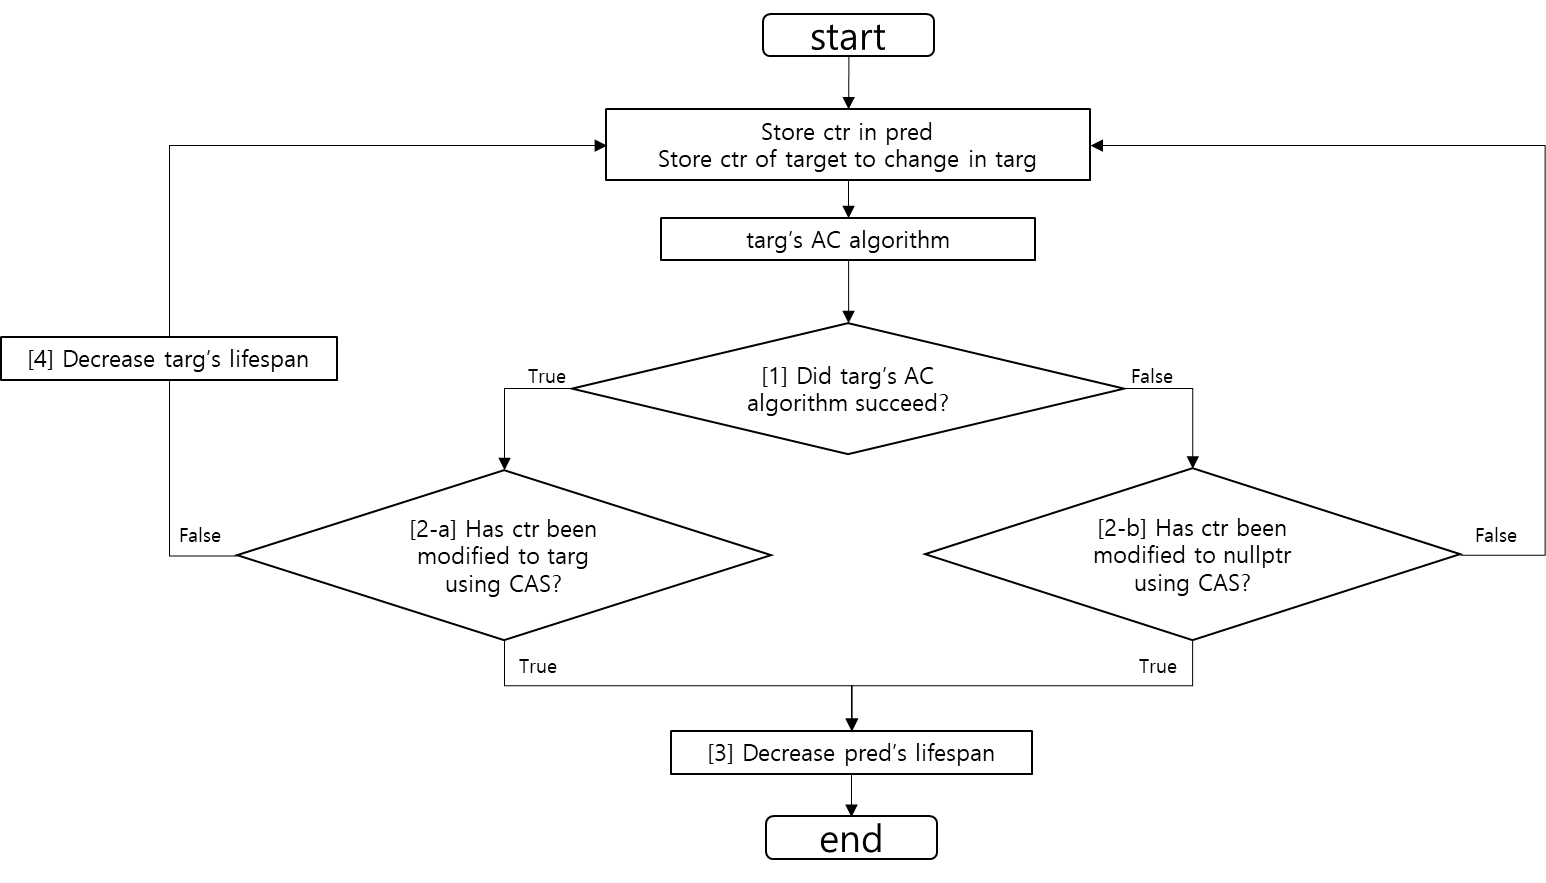 start
Store ctr in pred
Store ctr of target to change in targ
targ's AC algorithm
[4] Decrease targ's lifespan
True
[1] Did targ's AC
algorithm succeed?
False
False
[2-a] Has ctr been
modified to targ
using CAS?
[2-b] Has ctr been
modified to nullptr
using CAS?
False
True
True
[3] Decrease pred's lifespan
end